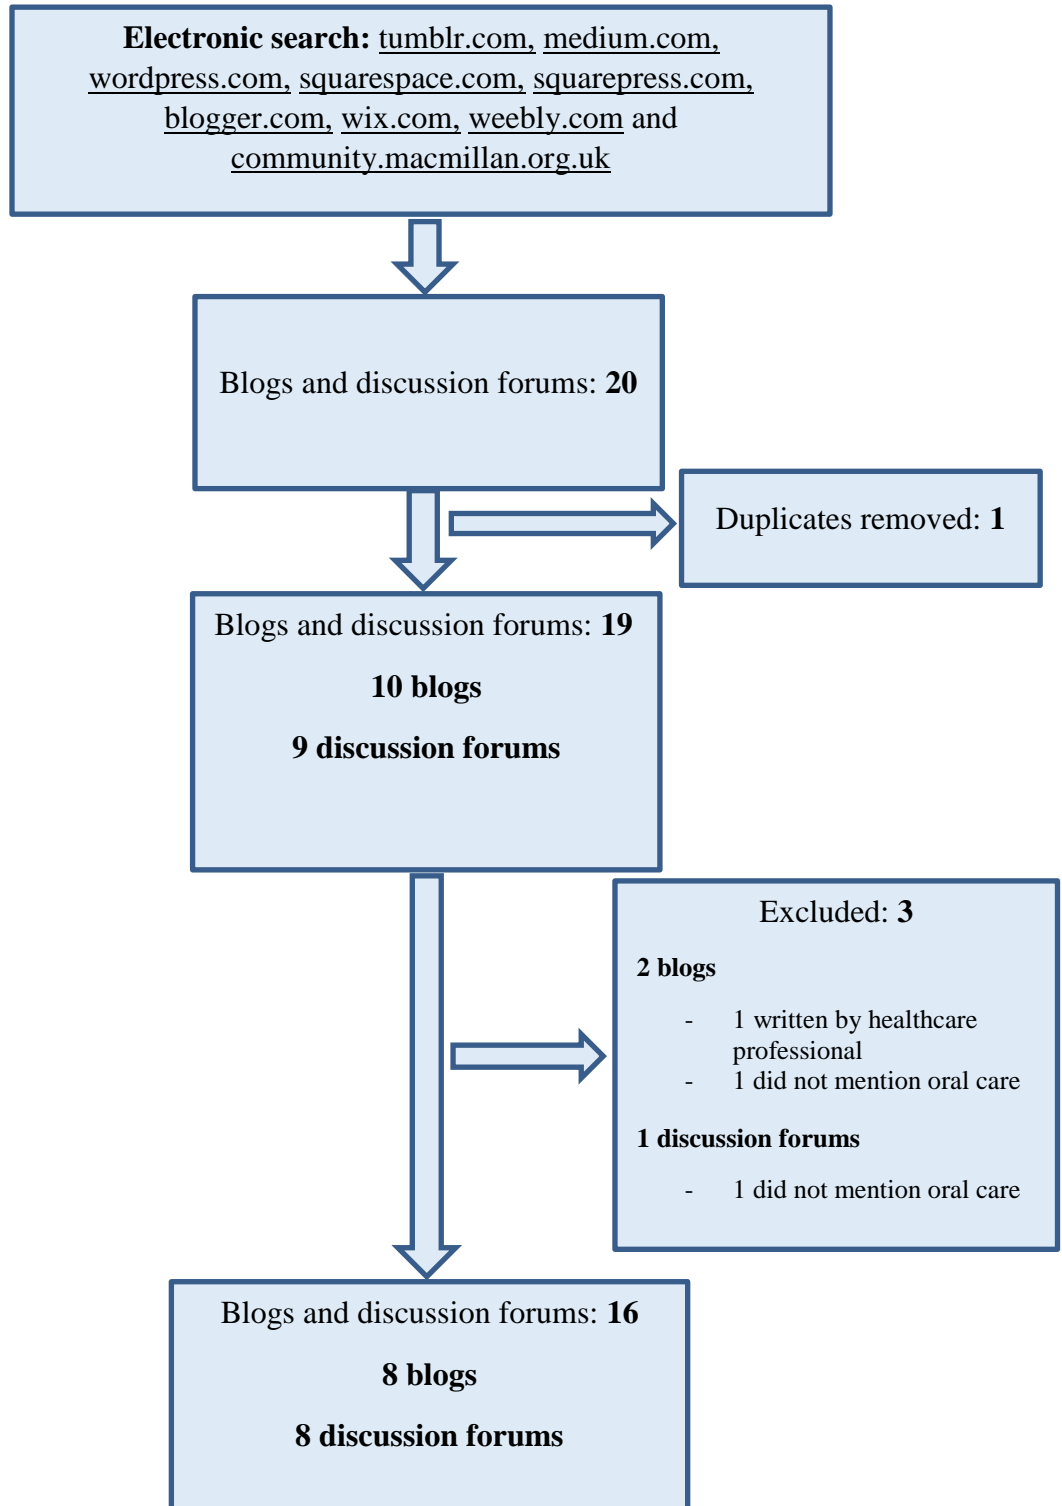 Electronic search: tumblr.com, medium.com,
wordpress.com, squarespace.com, squarepress.com,
blogger.com, wix.com, weebly.com and
community.macmillan.org.uk
Blogs and discussion forums: 20
Duplicates removed: 1
Blogs and discussion forums: 19
10 blogs
9 discussion forums
Excluded: 3
2 blogs
- 1 written by healthcare
professional
- 1 did not mention oral care
1 discussion forums
- 1 did not mention oral care
Blogs and discussion forums: 16
8 blogs
8 discussion forums